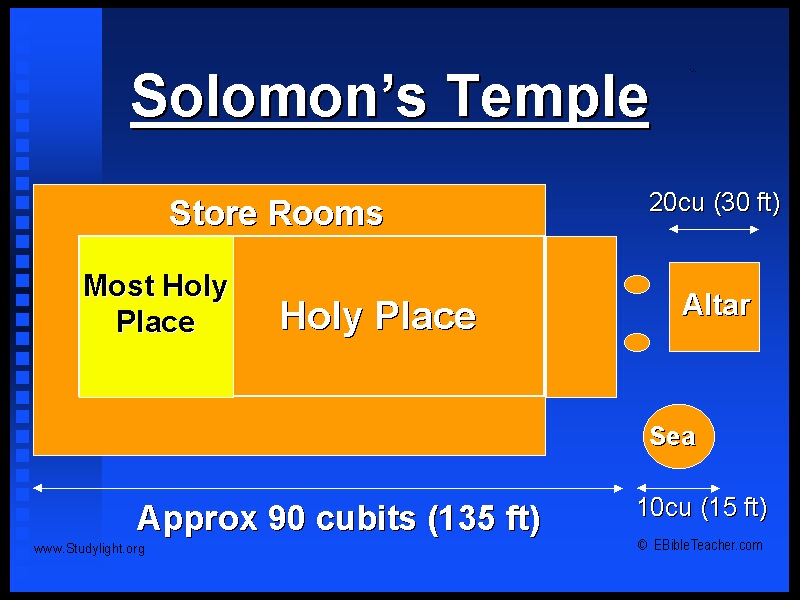 Solomon’s Temple
Store Rooms
20cu (30 ft)
Most Holy
Place
Holy Place
Altar
Sea
Approx 90 cubits (135 ft)
10cu (15 ft)
www.Studylight.org
© EBibleTeacher.com